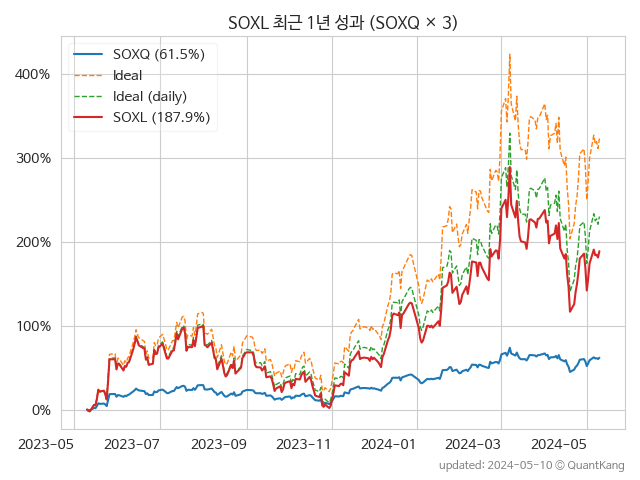 SOXL 최근 1년 성과 (SOXQ × 3)
SOXQ (61.5%)
Ideal
Ideal (daily)
SOXL (187.9%)
400%
300%
200%
100%
0%
2023-05 2023-07 2023-09 2023-11 2024-01 2024-03 2024-05
updated: 2024-05-10 © QuantKang